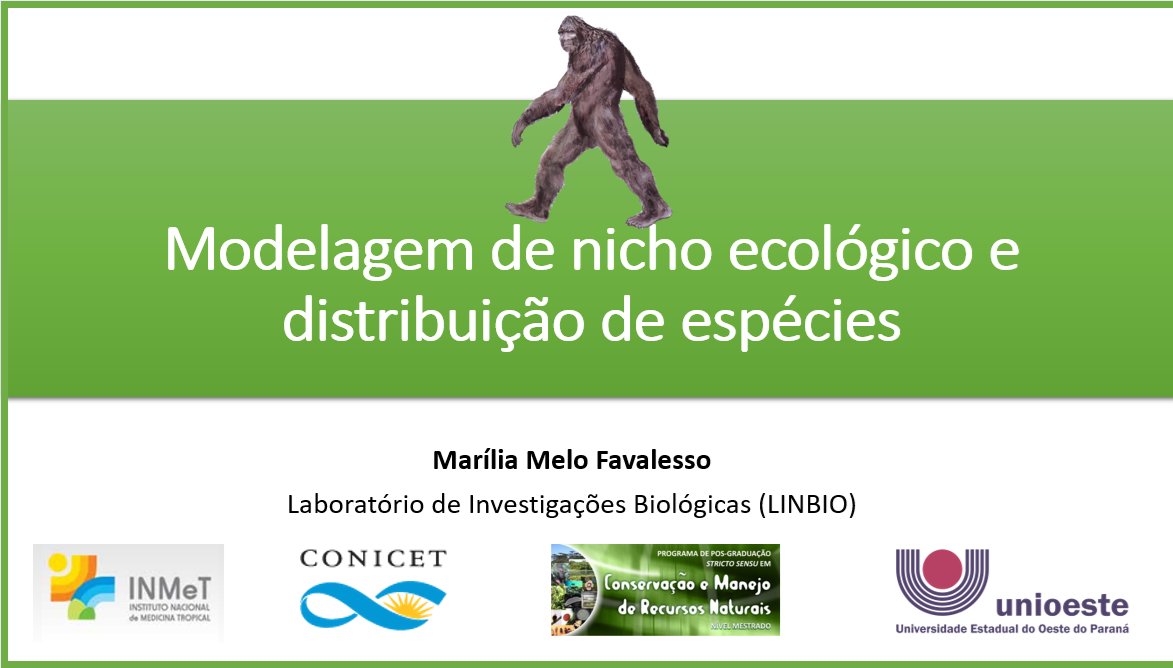 Modelagem de nicho ecológico e
distribuição de espécies
Marília Melo Favalesso
Laboratório de Investigações Biológicas (LINBIO)
INMeT
INSTITUTO NACIONAL
de MEDICINA TROPICAL
CONICET
PROGRAMA DE POS-GRADUAÇÃO
STRICTO SENSU EM
Conservação e Manejo
de Recursos Naturais
NÍVEL MESTRADO
unioeste
Universidade Estadual do Oeste do Paraná